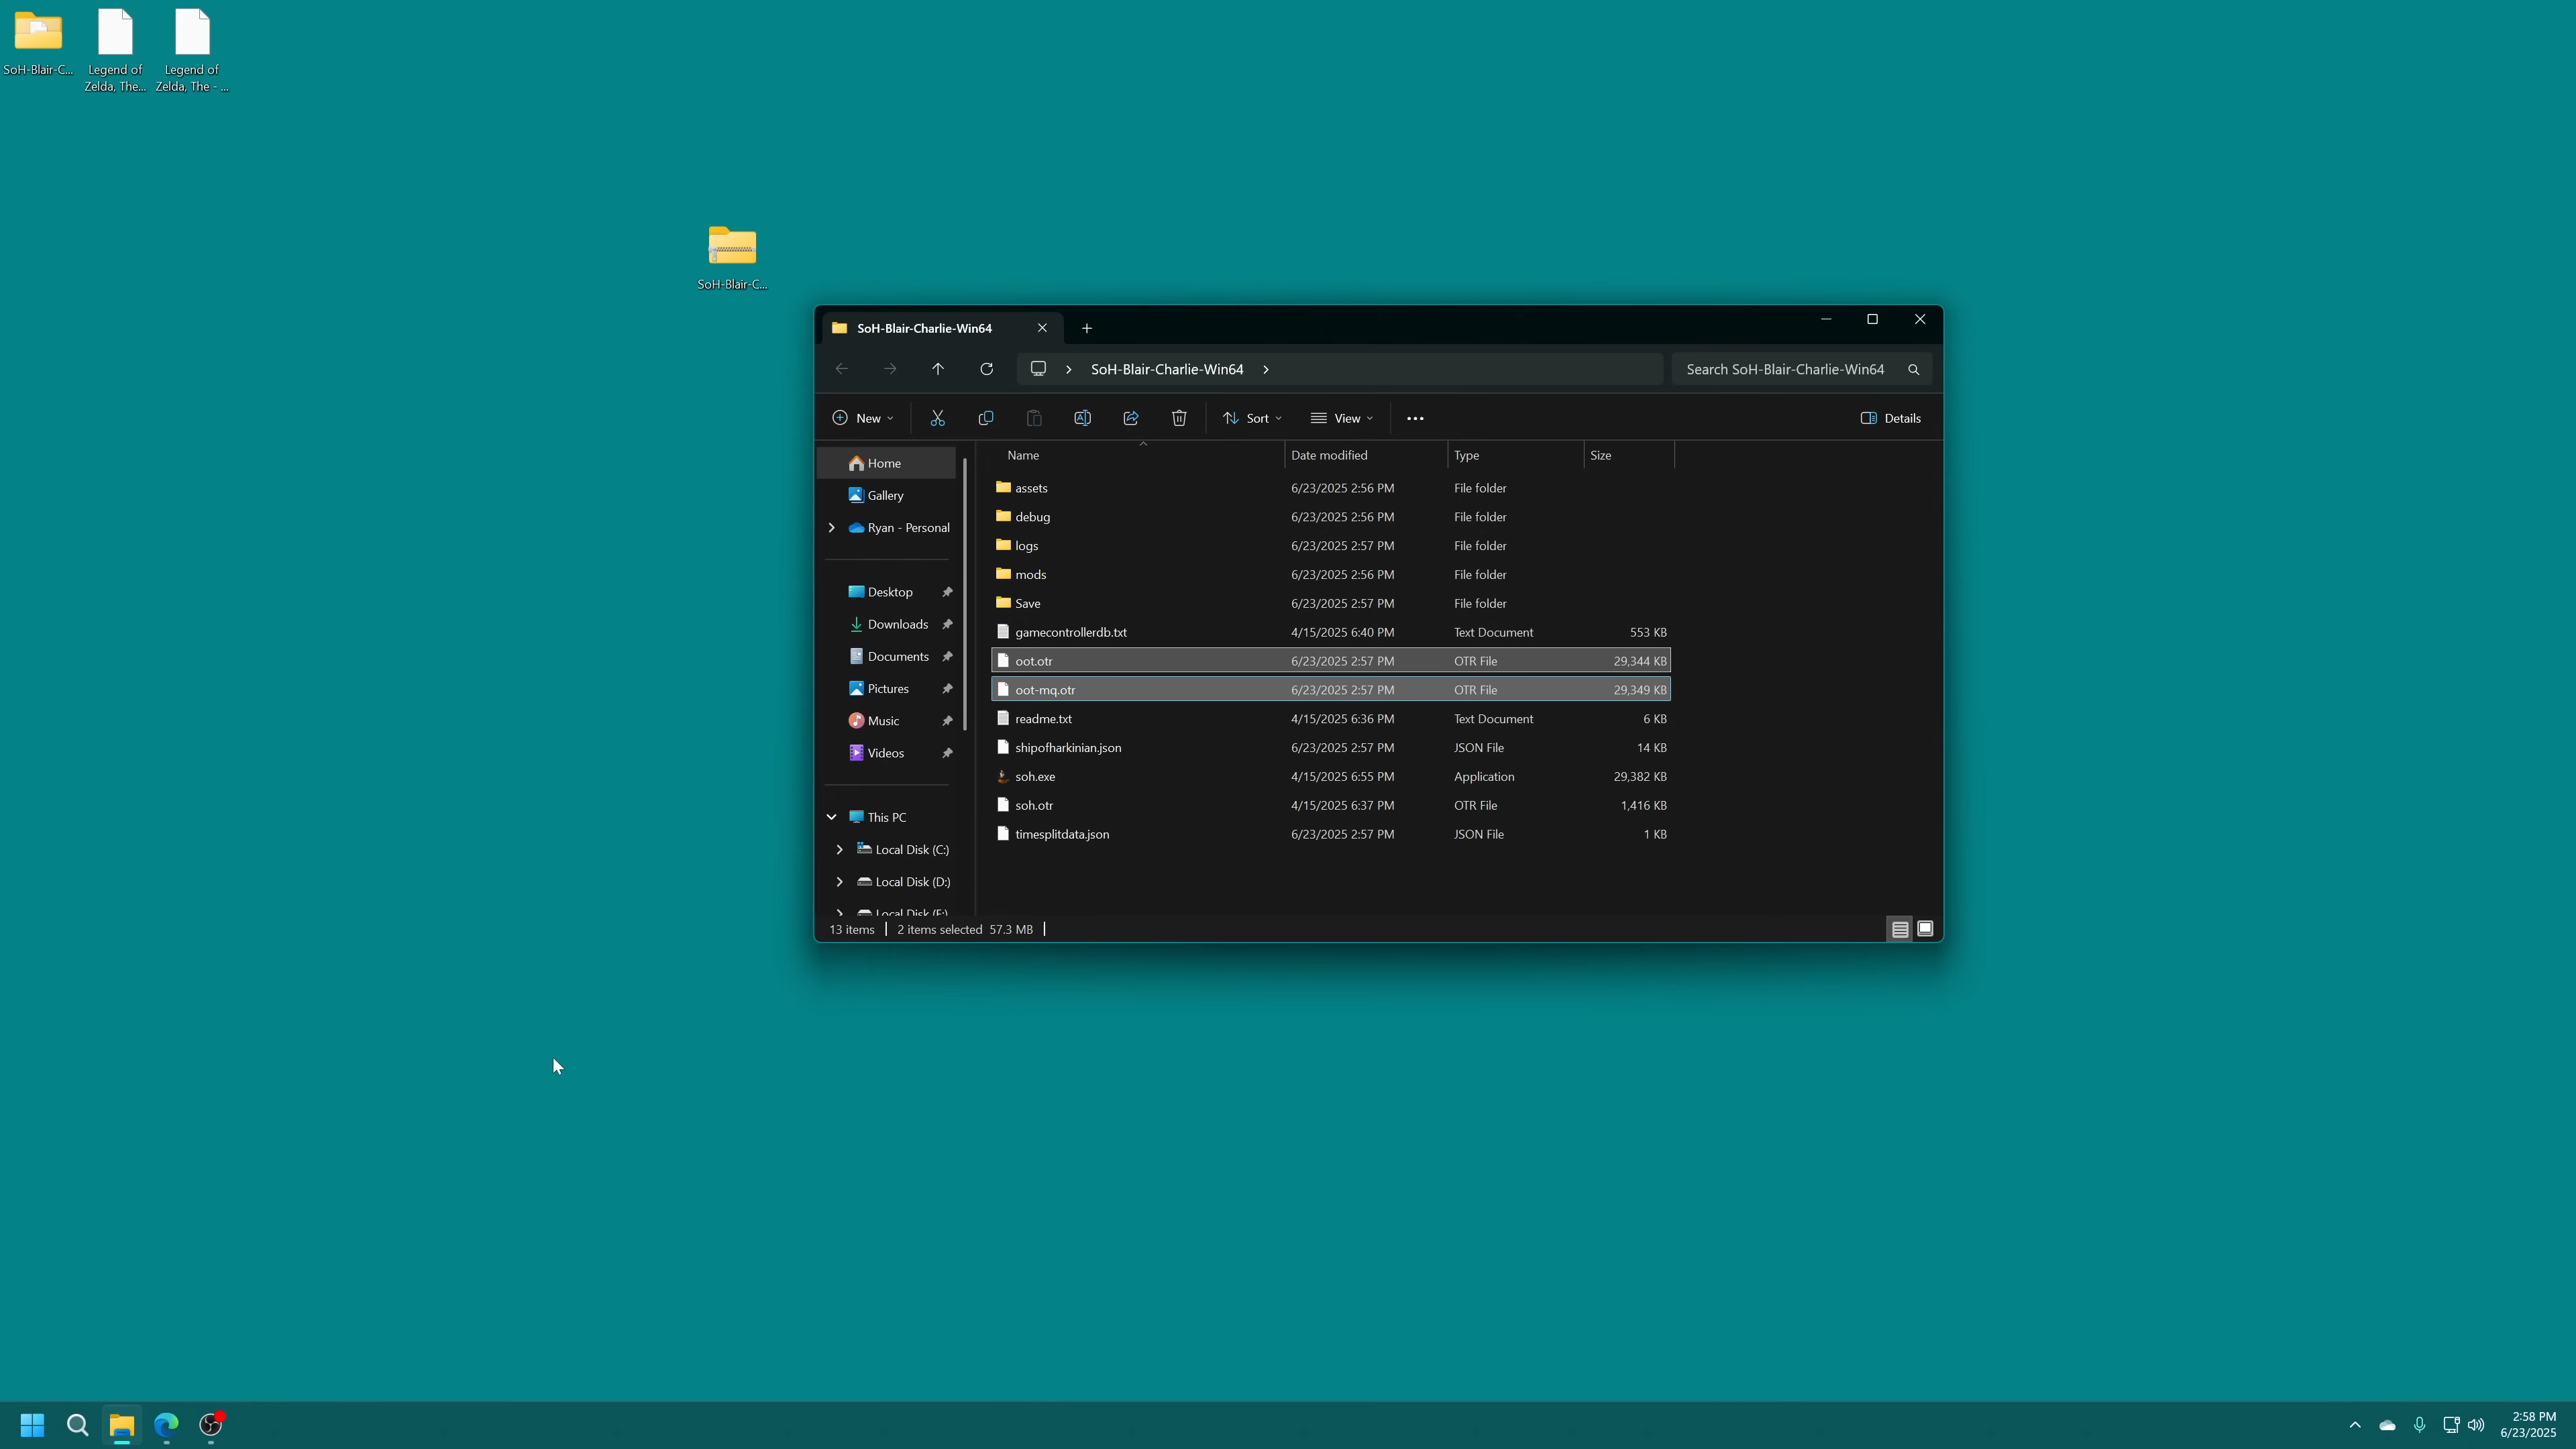 SoH-Blair-C...
Legend of
Zelda, The...
Legend of
Zelda, The - ...
SoH-Blair-C...
SoH-Blair-Charlie-Win64
SoH-Blair-Charlie-Win64
Search SoH-Blair-Charlie-Win64
New
Sort
View
Details
Home
Gallery
Ryan - Personal
Desktop
Downloads
Documents
Pictures
Music
Videos
This PC
Local Disk (C:)
Local Disk (D:)
Name Date modified Type Size
assets 6/23/2025 2:56 PM File folder
debug 6/23/2025 2:56 PM File folder
logs 6/23/2025 2:57 PM File folder
mods 6/23/2025 2:56 PM File folder
Save 6/23/2025 2:57 PM File folder
gamecontrollerdb.txt 4/15/2025 6:40 PM Text Document 553 KB
oot.otr 6/23/2025 2:57 PM OTR File 29,344 KB
oot-mq.otr 6/23/2025 2:57 PM OTR File 29,349 KB
readme.txt 4/15/2025 6:36 PM Text Document 6 KB
shipofharkinian.json 6/23/2025 2:57 PM JSON File 14 KB
soh.exe 4/15/2025 6:55 PM Application 29,382 KB
soh.otr 4/15/2025 6:37 PM OTR File 1,416 KB
timesplitdata.json 6/23/2025 2:57 PM JSON File 1 KB
13 items 2 items selected 57.3 MB
2:58 PM
6/23/2025